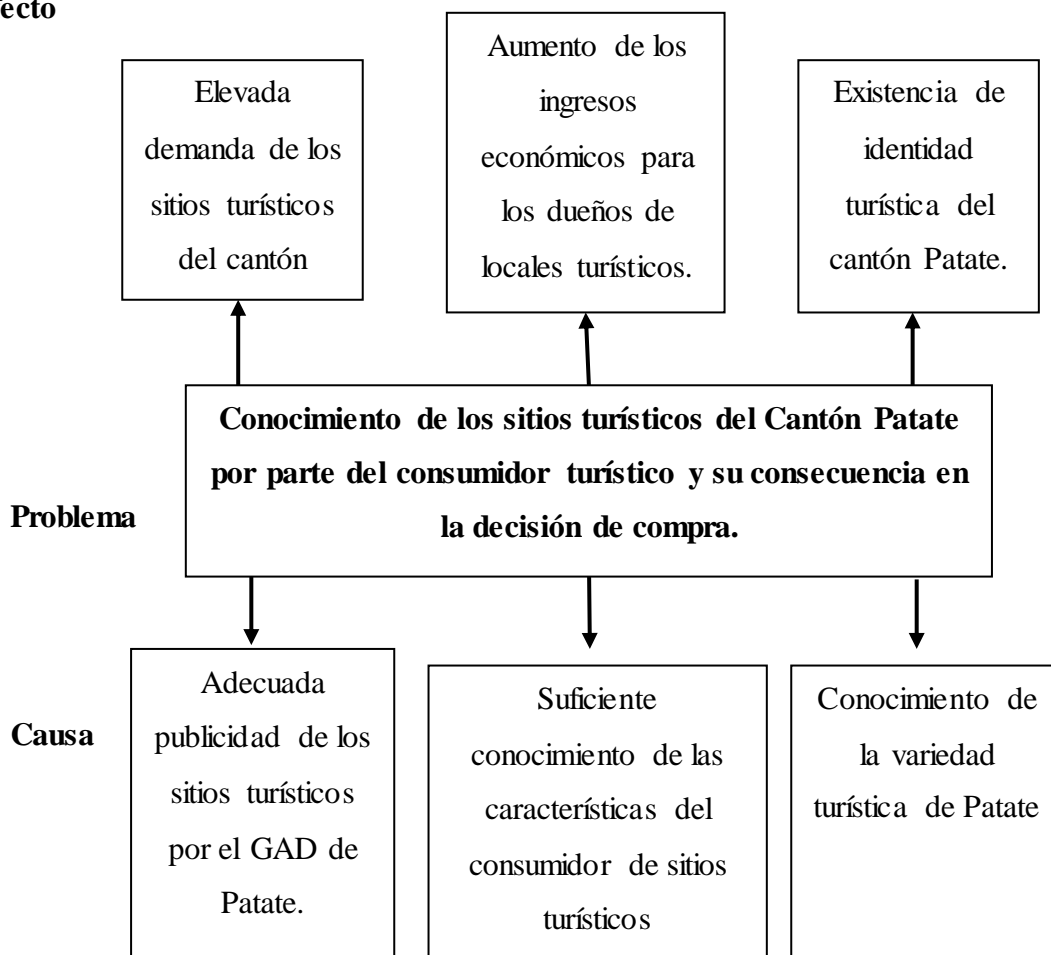 ecto
Elevada
demanda de los
sitios turísticos
del cantón
Aumento de los
ingresos
económicos para
los dueños de
locales turísticos.
Existencia de
identidad
turística del
cantón Patate.
Problema
Conocimiento de los sitios turísticos del Cantón Patate
por parte del consumidor turístico y su consecuencia en
la decisión de compra.
Causa
Adecuada
publicidad de los
sitios turísticos
por el GAD de
Patate.
Suficiente
conocimiento de las
características del
consumidor de sitios
turísticos
Conocimiento de
la variedad
turística de Patate